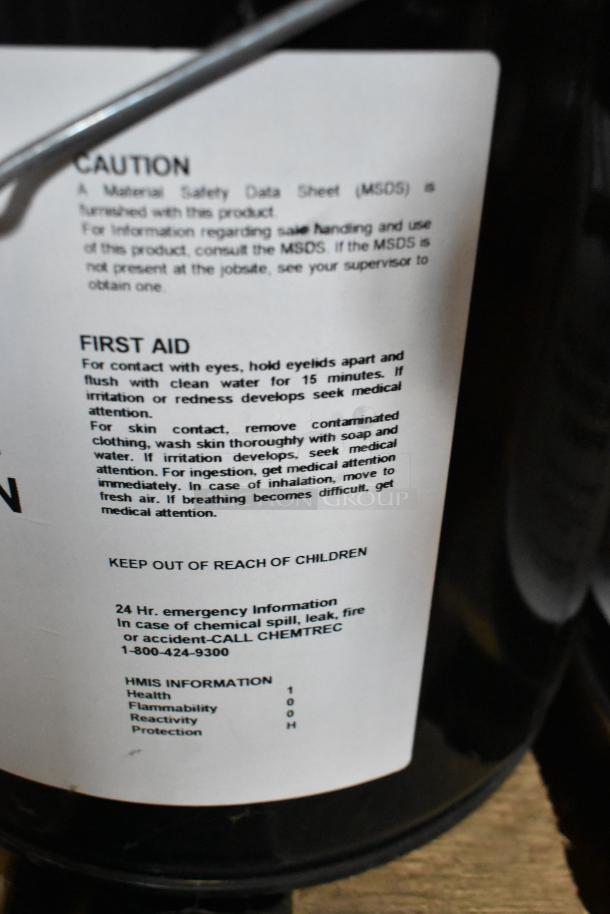 CAUTION
A Material Safety Data Sheet (MSDS) is
furnished with this product.
For Information regarding safe handling and use
of this product, consult the MSDS. If the MSDS is
not present at the jobsite, see your supervisor to
obtain one.
FIRST AID
For contact with eyes, hold eyelids apart and
flush with clean water for 15 minutes. If
irritation or redness develops seek medical
attention.
For skin contact, remove contaminated
clothing, wash skin thoroughly with soap and
water. If irritation develops, seek medical
attention. For ingestion, get medical attention
immediately. In case of inhalation, move to
fresh air. If breathing becomes difficult, get
medical attention.
N
GROUP
KEEP OUT OF REACH OF CHILDREN
24 Hr. emergency Information
In case of chemical spill, leak, fire
or accident-CALL CHEMTREC
1-800-424-9300
HMIS INFORMATION
Health 1
Flammability 0
Reactivity 0
Protection H